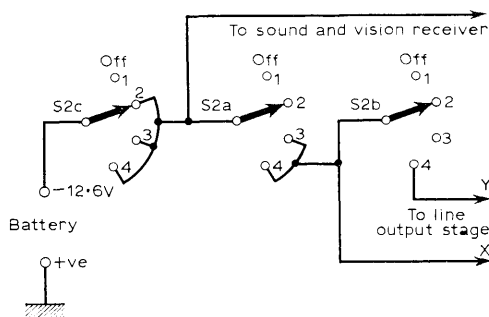 To sound and vision receiver
Off
1
2
S2c
3
4
Off
1
2
S2a
3
4
Off
1
2
S2b
3
4
−12·6V
Battery
+ve
Y
To line
output stage
X